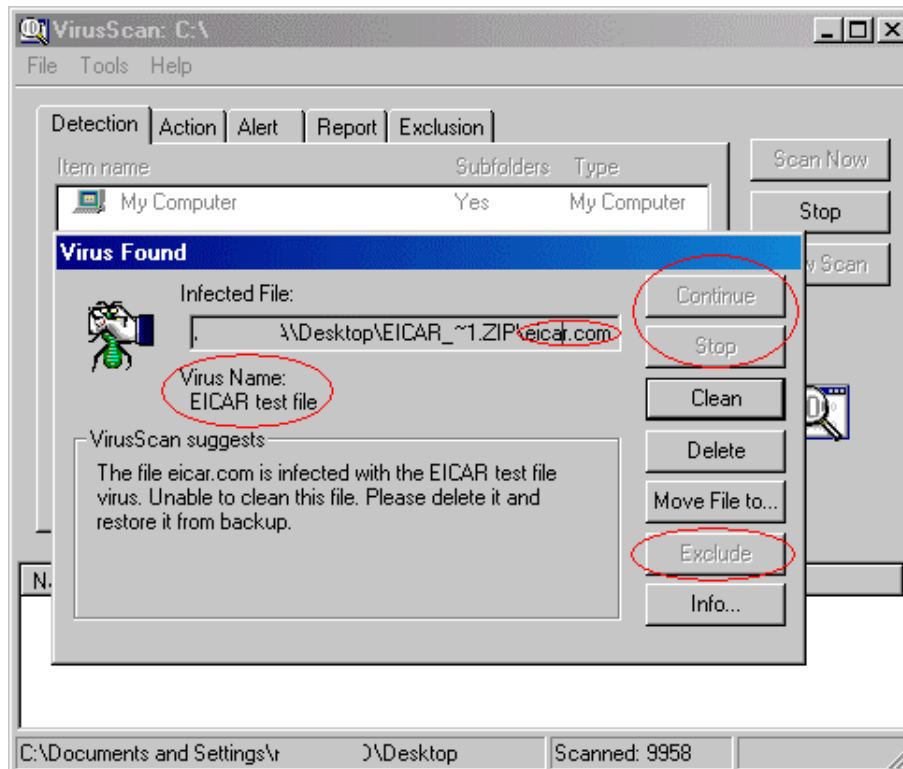 VirusScan: C:\
File Tools Help
Detection Action Alert Report Exclusion
Item name Subfolders Type
My Computer Yes My Computer
Scan Now
Stop
Scan
Virus Found
Infected File:
\Desktop\EICAR_~1.ZIP\eicar.com
Virus Name:
EICAR test file
VirusScan suggests
The file eicar.com is infected with the EICAR test file
virus. Unable to clean this file. Please delete it and
restore it from backup.
Continue
Stop
Clean
Delete
Move File to...
Exclude
Info...
C:\Documents and Settings\r )\Desktop Scanned: 9958